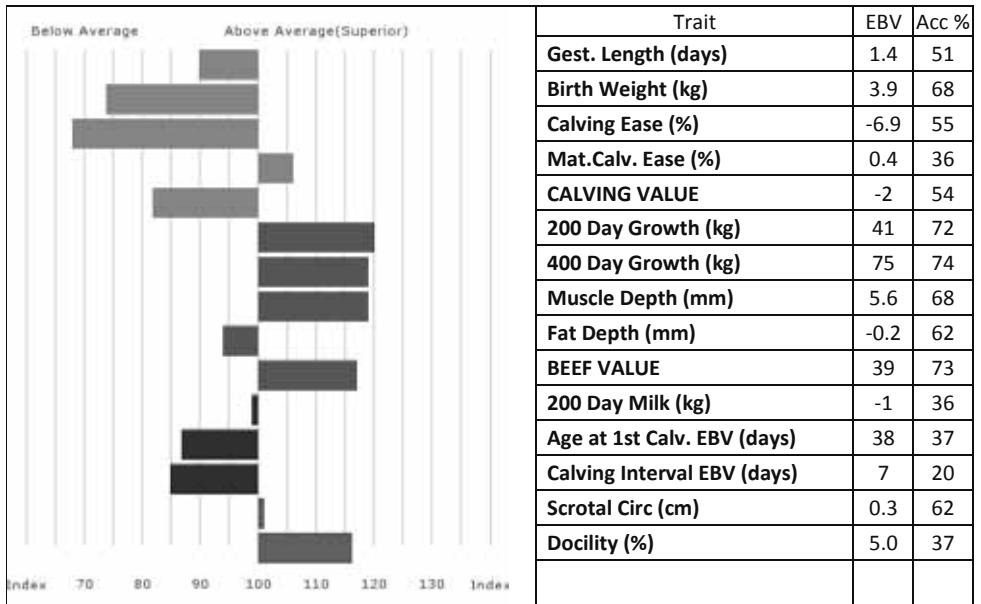 Below Average Above Average(Superior)
Index 70 80 90 100 110 120 130 Index
Trait EBV Acc %
Gest. Length (days) 1.4 51
Birth Weight (kg) 3.9 68
Calving Ease (%) -6.9 55
Mat.Calv. Ease (%) 0.4 36
CALVING VALUE -2 54
200 Day Growth (kg) 41 72
400 Day Growth (kg) 75 74
Muscle Depth (mm) 5.6 68
Fat Depth (mm) -0.2 62
BEEF VALUE 39 73
200 Day Milk (kg) -1 36
Age at 1st Calv. EBV (days) 38 37
Calving Interval EBV (days) 7 20
Scrotal Circ (cm) 0.3 62
Docility (%) 5.0 37